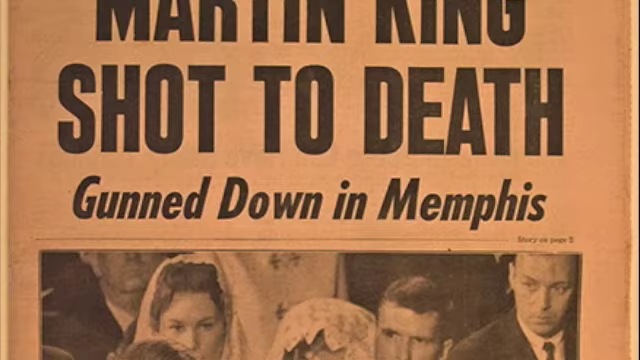 MARTIN KING
SHOT TO DEATH
Gunned Down in Memphis
Story on page 2